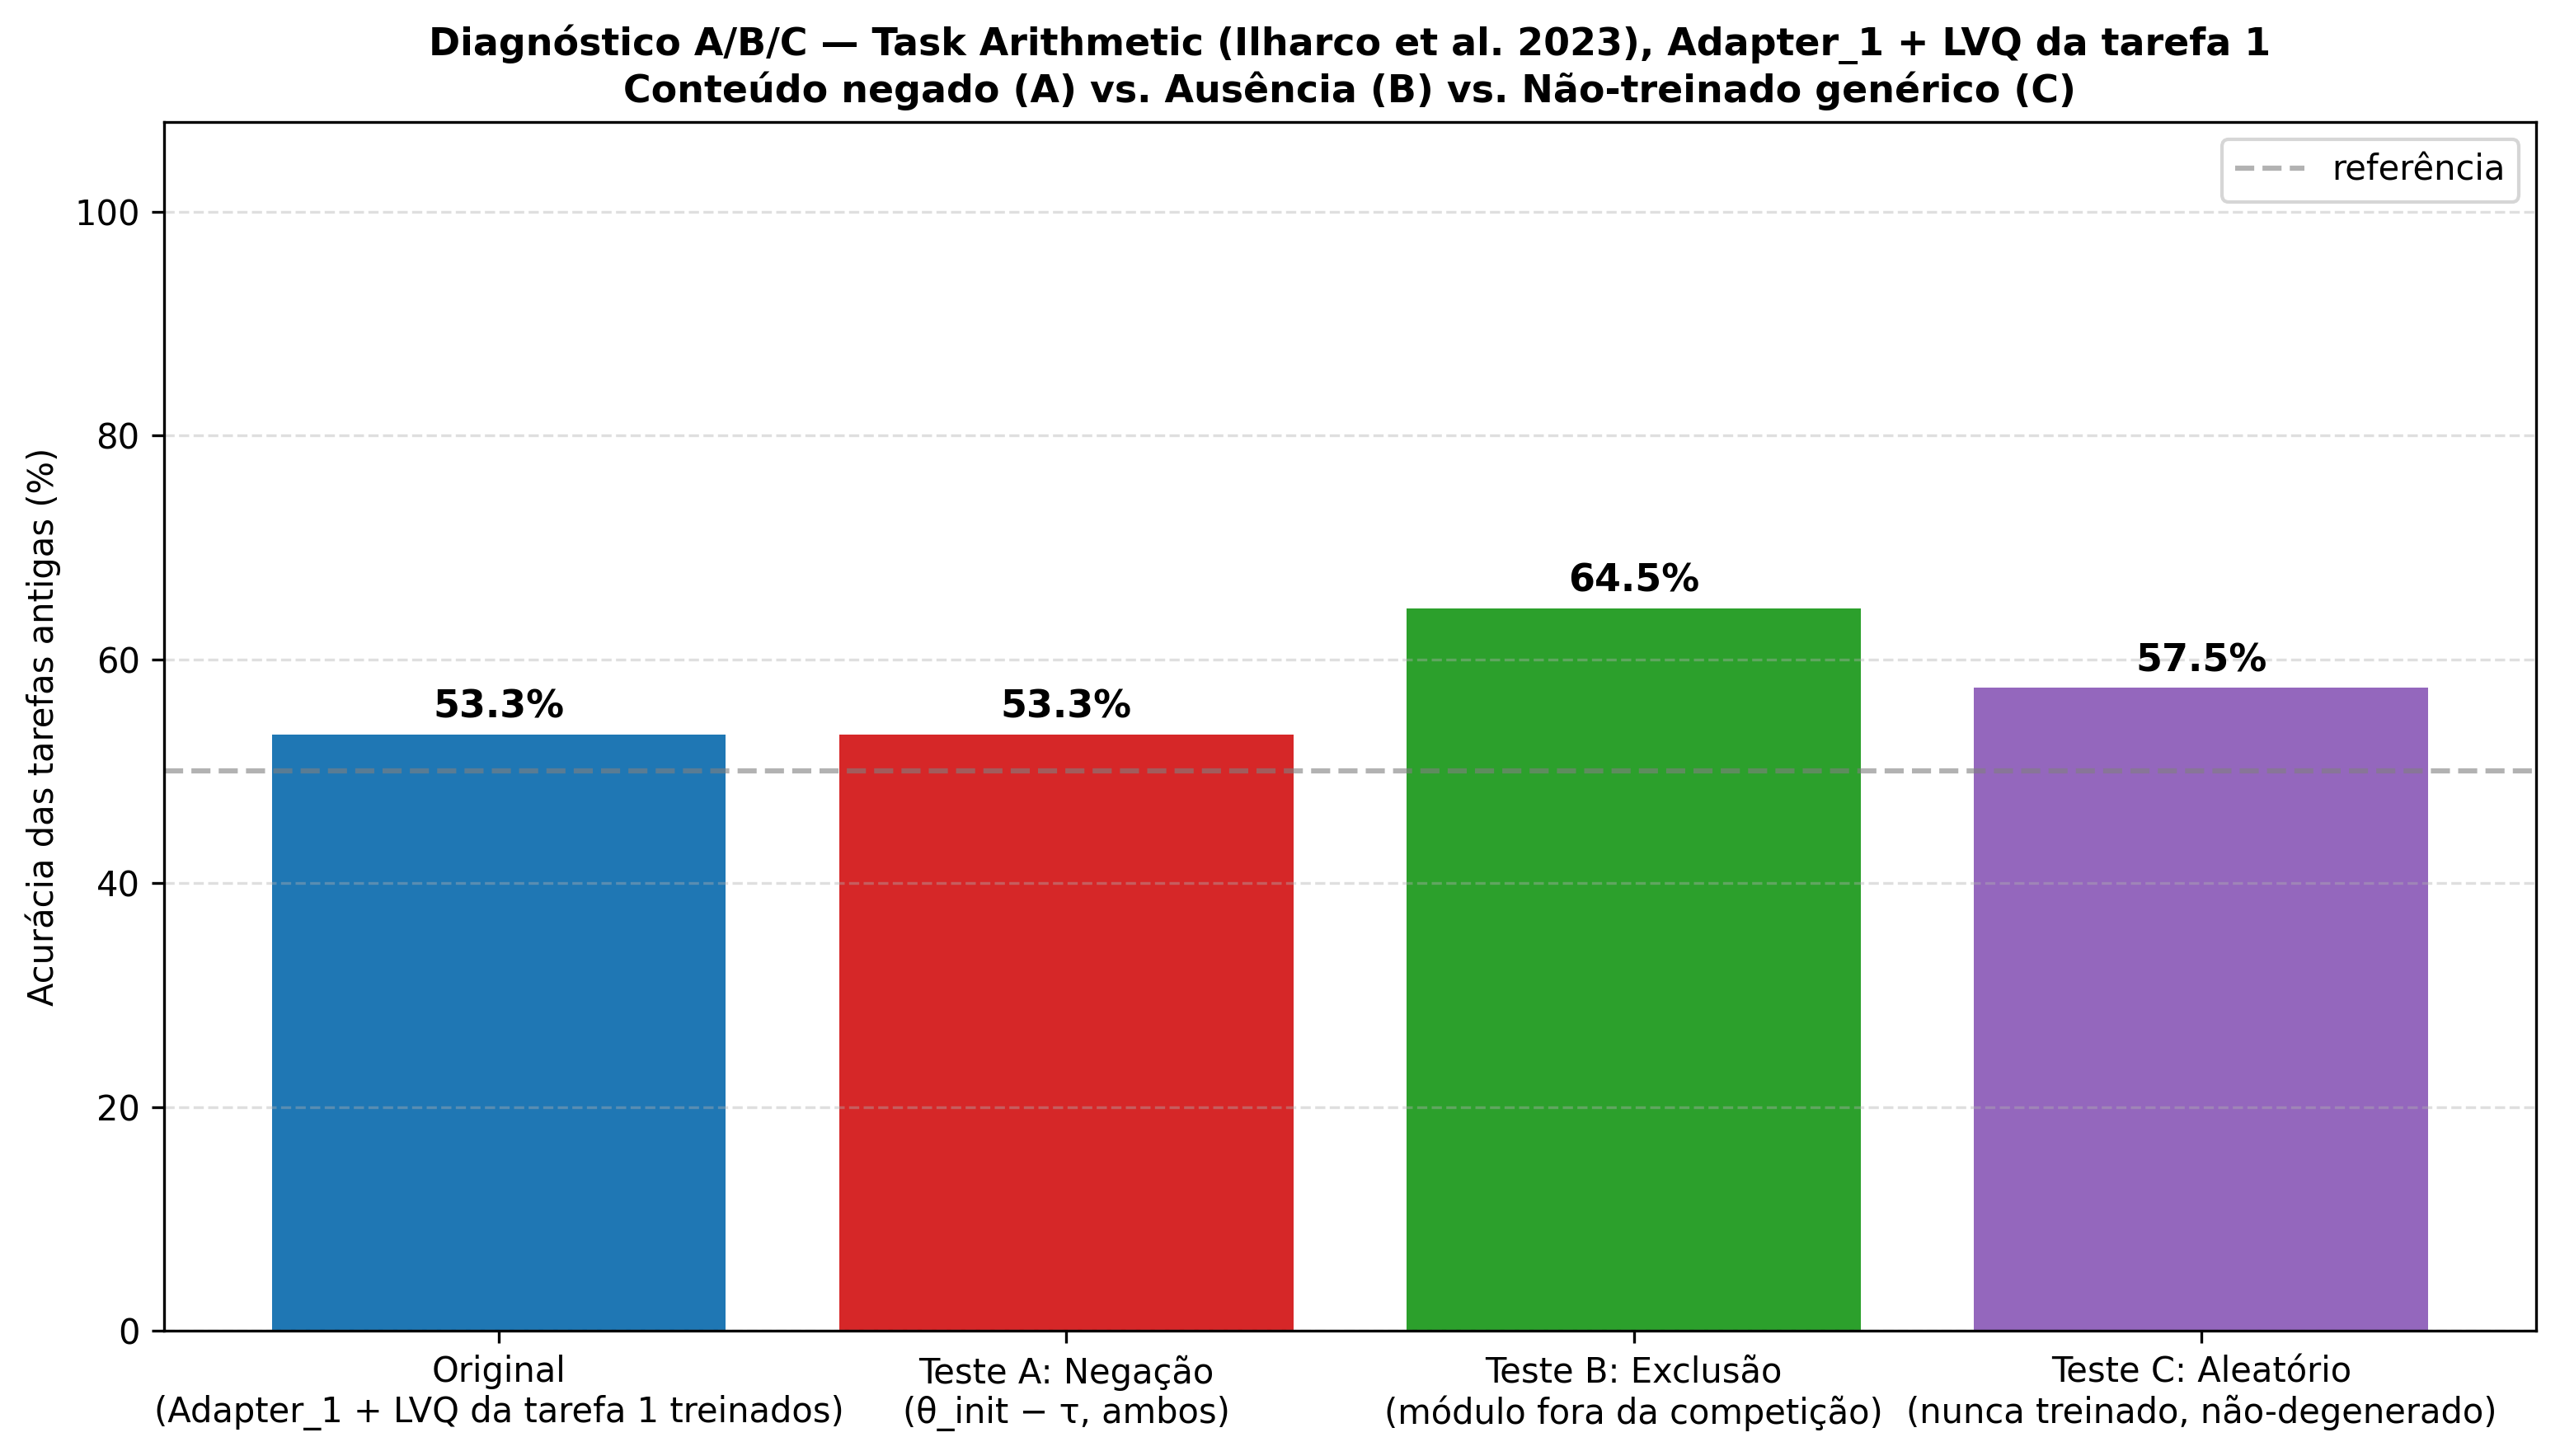 Diagnóstico A/B/C — Task Arithmetic (Ilharco et al. 2023), Adapter_1 + LVQ da tarefa 1
Conteúdo negado (A) vs. Ausência (B) vs. Não-treinado genérico (C)
referência
Acurácia das tarefas antigas (%)
100
80
60
40
20
0
53.3%
53.3%
64.5%
57.5%
Original
(Adapter_1 + LVQ da tarefa 1 treinados)
Teste A: Negação
(θ_init − τ, ambos)
Teste B: Exclusão
(módulo fora da competição)
Teste C: Aleatório
(nunca treinado, não-degenerado)